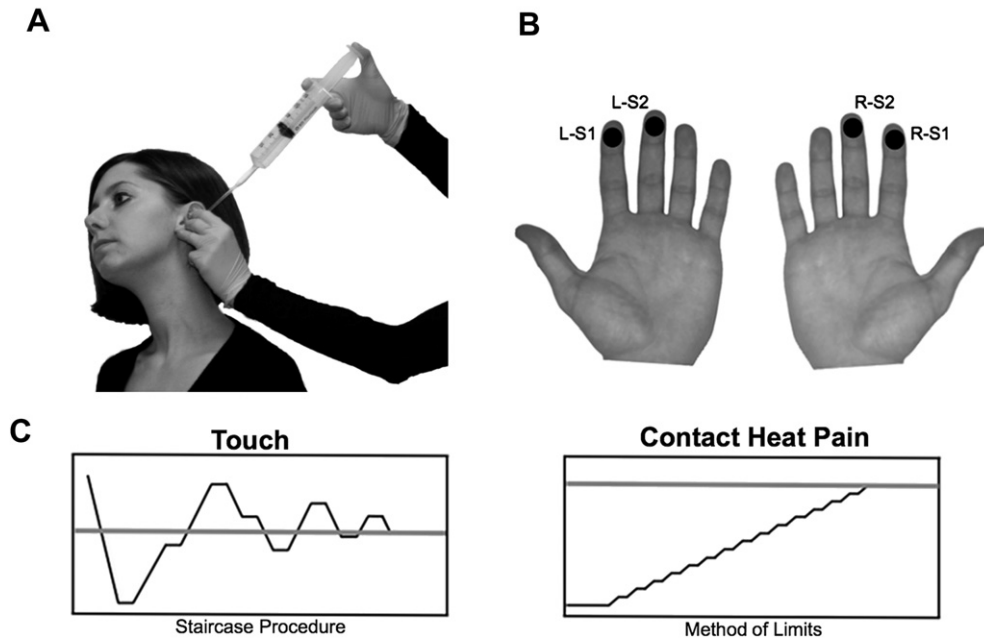 A
B
L-S2
R-S2
L-S1
R-S1
C
Touch
Contact Heat Pain
Staircase Procedure
Method of Limits